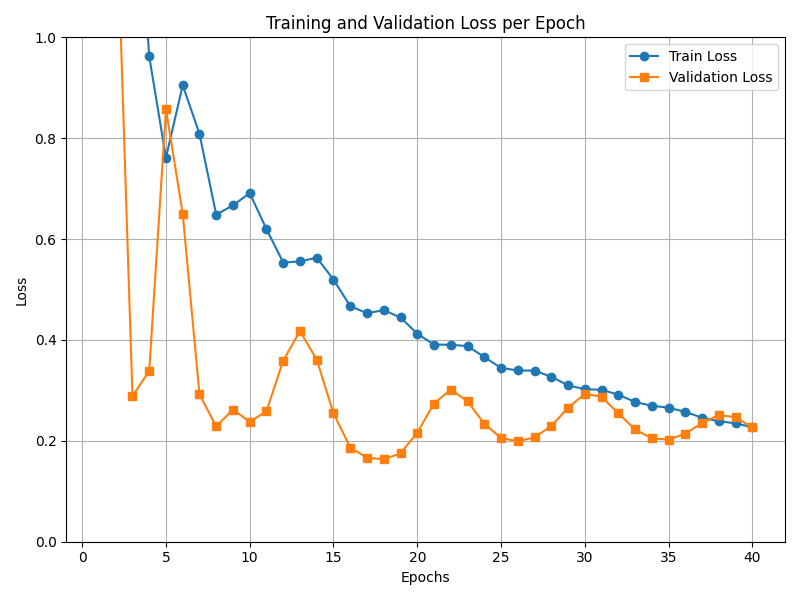 Training and Validation Loss per Epoch
Train Loss
Validation Loss
Loss
1.0
0.8
0.6
0.4
0.2
0.0
0 5 10 15 20 25 30 35 40
Epochs